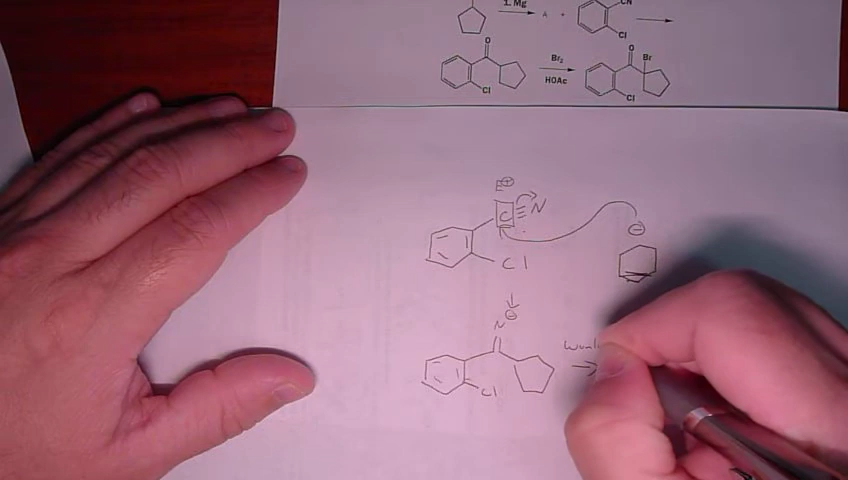 1. Mg
A + CN
Cl
O Br₂ O Br
HOAc
Cl Cl
E⊕
C≡N
⊖
Cl
⊖
N
Cl